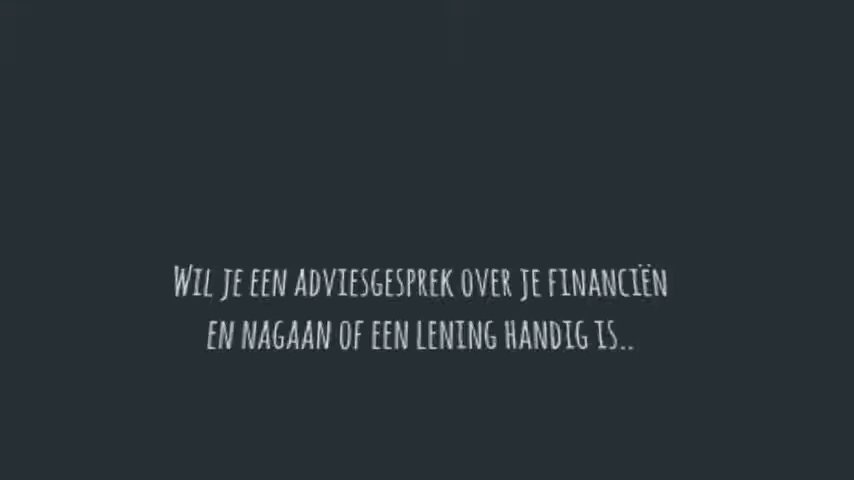 Wil je een adviesgesprek over je financiën
en nagaan of een lening handig is..